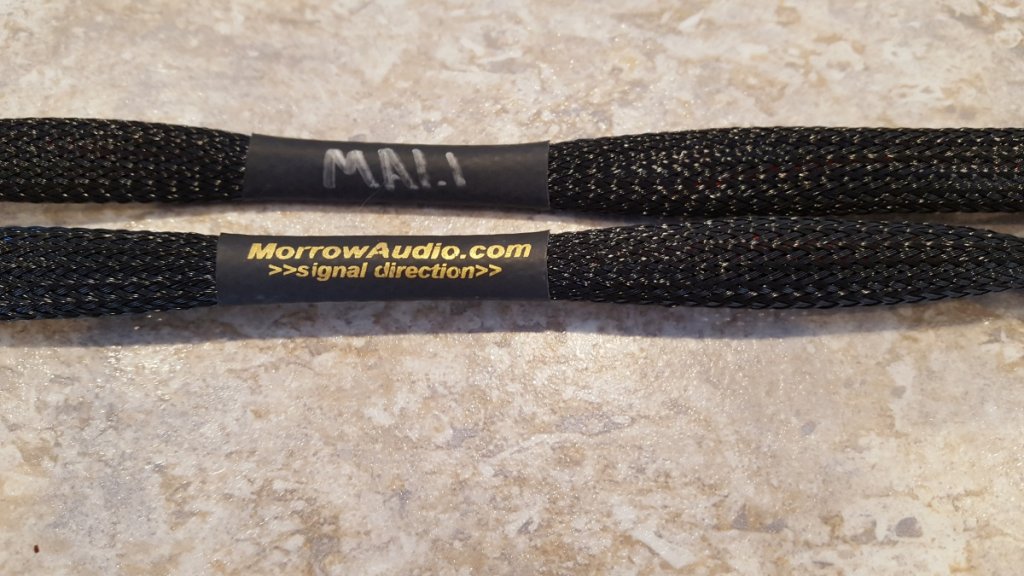 MA1.1
MorrowAudio.com
>>signal direction>>